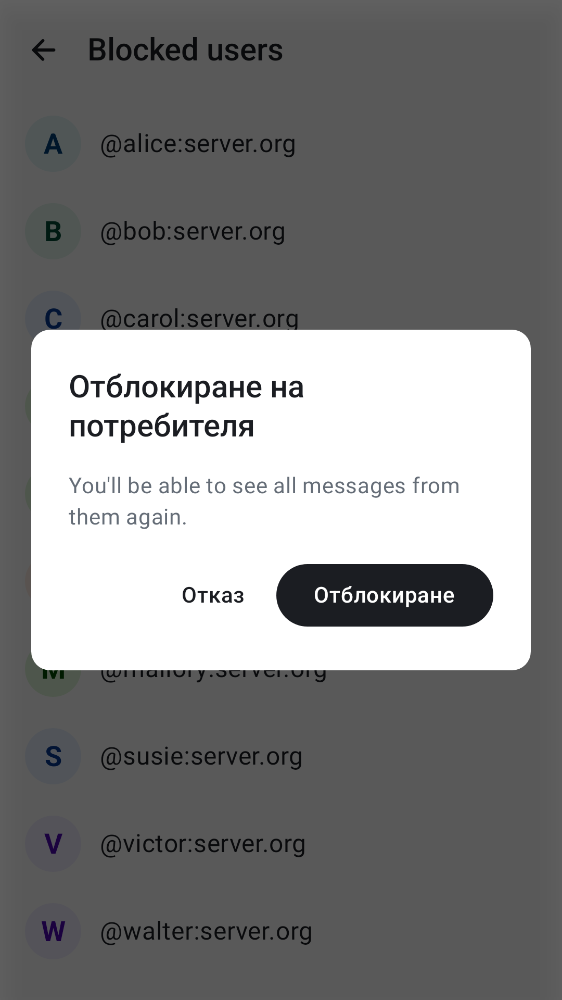 Blocked users
A
@alice:server.org
B
@bob:server.org
C
@carol:server.org
Отблокиране на
потребителя
You'll be able to see all messages from
them again.
Отказ
Отблокиране
M
@mallory:server.org
S
@susie:server.org
V
@victor:server.org
W
@walter:server.org